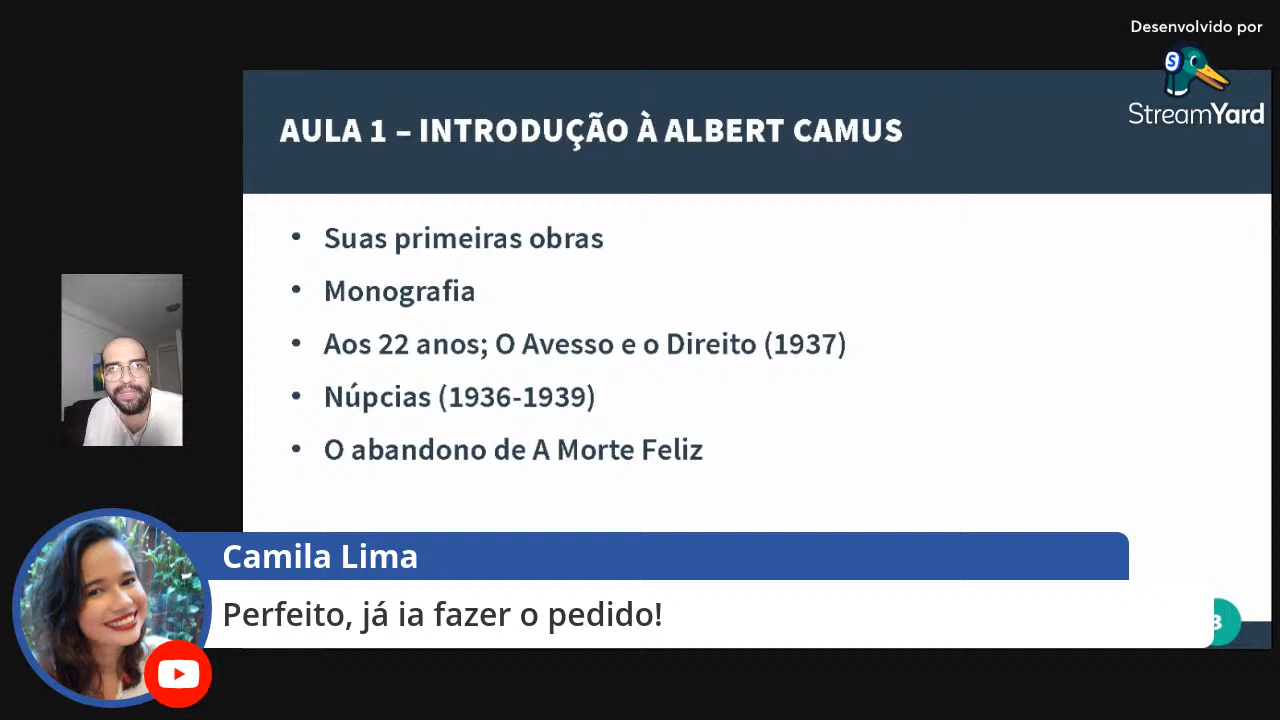 Desenvolvido por
StreamYard
AULA 1 – INTRODUÇÃO À ALBERT CAMUS
• Suas primeiras obras
• Monografia
• Aos 22 anos; O Avesso e o Direito (1937)
• Núpcias (1936-1939)
• O abandono de A Morte Feliz
Camila Lima
Perfeito, já ia fazer o pedido!